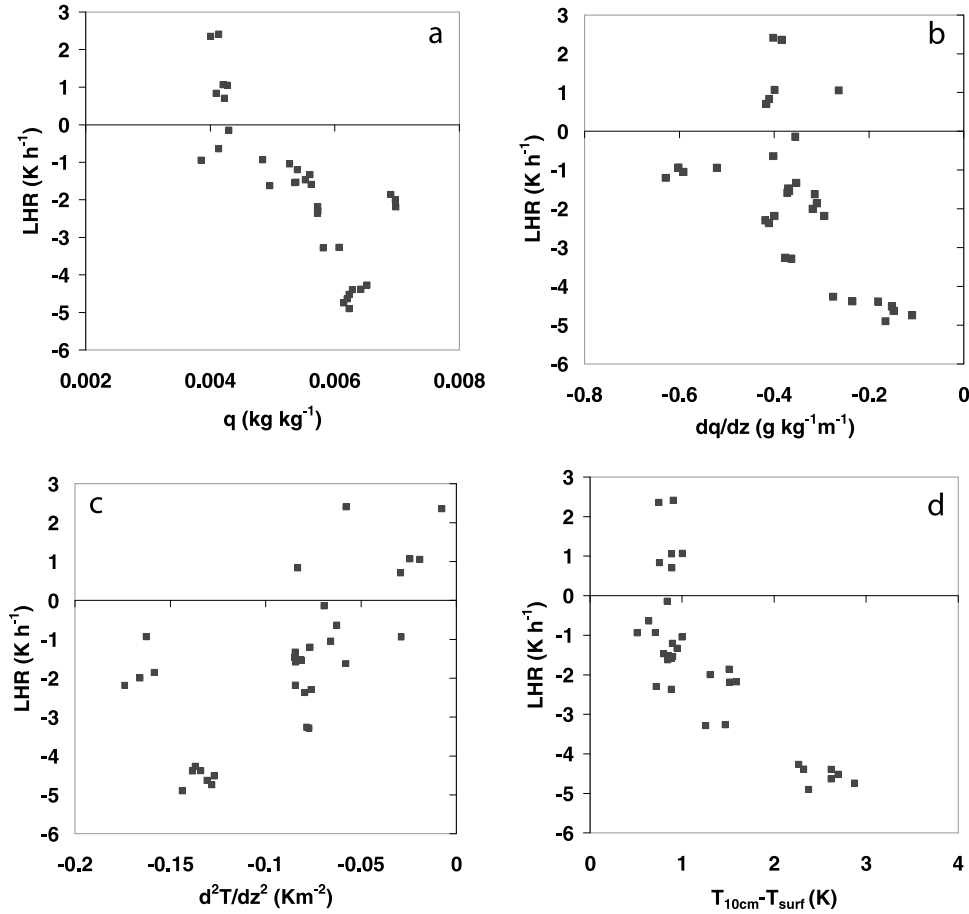 a
3
2
1
0
-1
-2
-3
-4
-5
-6
LHR (K h⁻¹)
0.002 0.004 0.006 0.008
q (kg kg⁻¹)
b
3
2
1
0
-1
-2
-3
-4
-5
-6
LHR (K h⁻¹)
-0.8 -0.6 -0.4 -0.2 0
dq/dz (g kg⁻¹m⁻¹)
c
3
2
1
0
-1
-2
-3
-4
-5
-6
LHR (K h⁻¹)
-0.2 -0.15 -0.1 -0.05 0
d²T/dz² (Km⁻²)
d
3
2
1
0
-1
-2
-3
-4
-5
-6
LHR (K h⁻¹)
0 1 2 3 4
T₁₀cm-Tsurf (K)